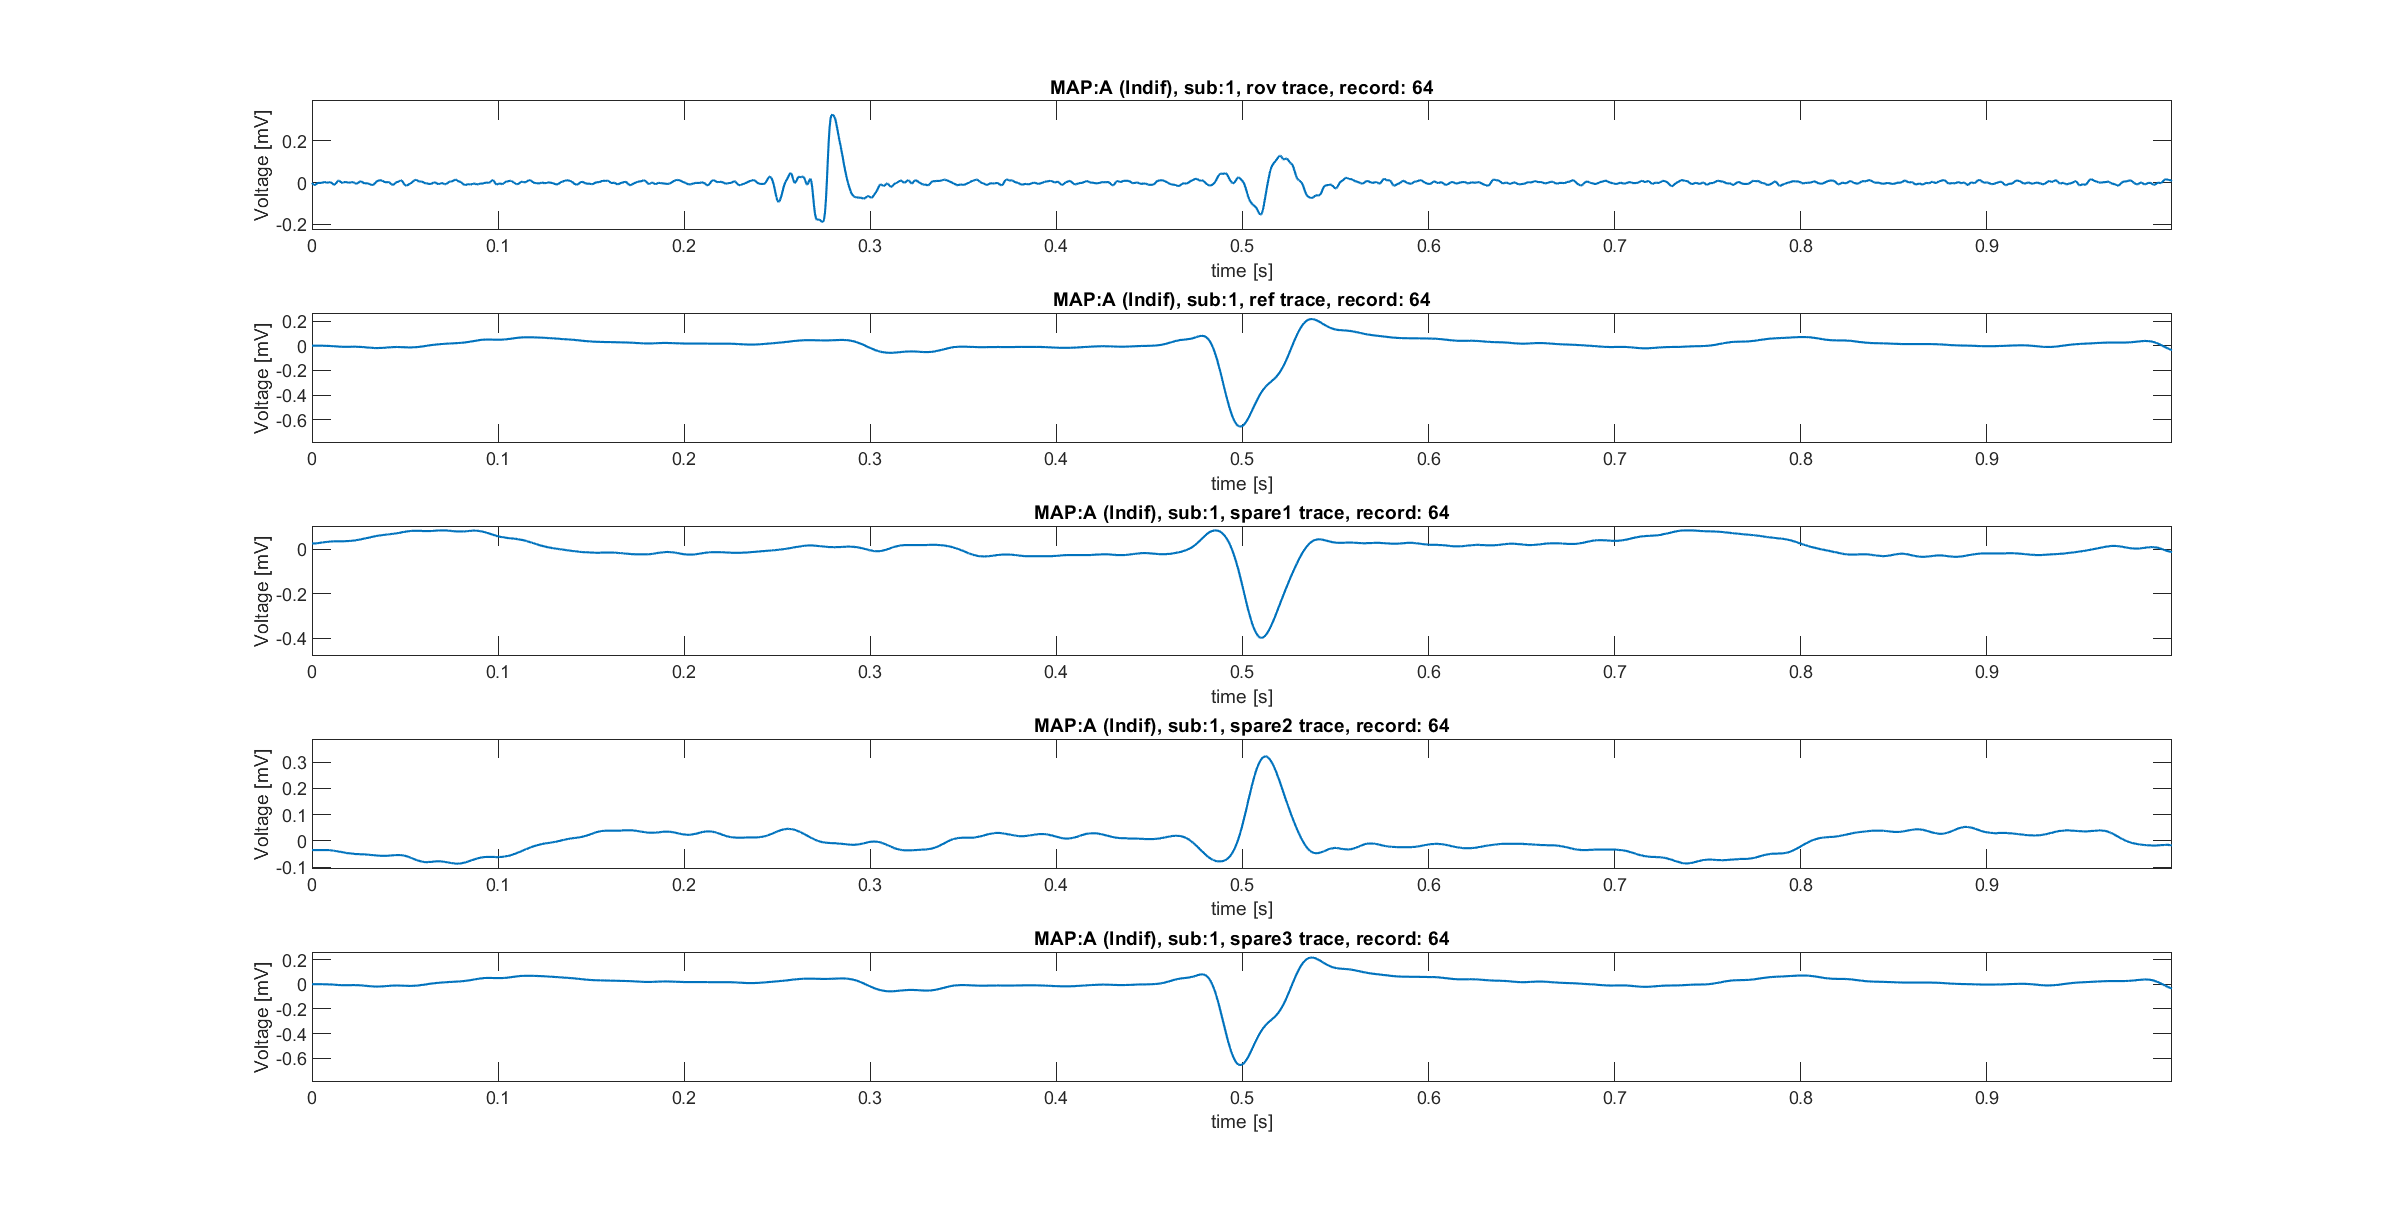 MAP:A (Indif), sub:1, rov trace, record: 64
Voltage [mV]
0.2
0
-0.2
0 0.1 0.2 0.3 0.4 0.5 0.6 0.7 0.8 0.9
time [s]
MAP:A (Indif), sub:1, ref trace, record: 64
Voltage [mV]
0.2
0
-0.2
-0.4
-0.6
0 0.1 0.2 0.3 0.4 0.5 0.6 0.7 0.8 0.9
time [s]
MAP:A (Indif), sub:1, spare1 trace, record: 64
Voltage [mV]
0
-0.2
-0.4
0 0.1 0.2 0.3 0.4 0.5 0.6 0.7 0.8 0.9
time [s]
MAP:A (Indif), sub:1, spare2 trace, record: 64
Voltage [mV]
0.3
0.2
0.1
0
-0.1
0 0.1 0.2 0.3 0.4 0.5 0.6 0.7 0.8 0.9
time [s]
MAP:A (Indif), sub:1, spare3 trace, record: 64
Voltage [mV]
0.2
0
-0.2
-0.4
-0.6
0 0.1 0.2 0.3 0.4 0.5 0.6 0.7 0.8 0.9
time [s]